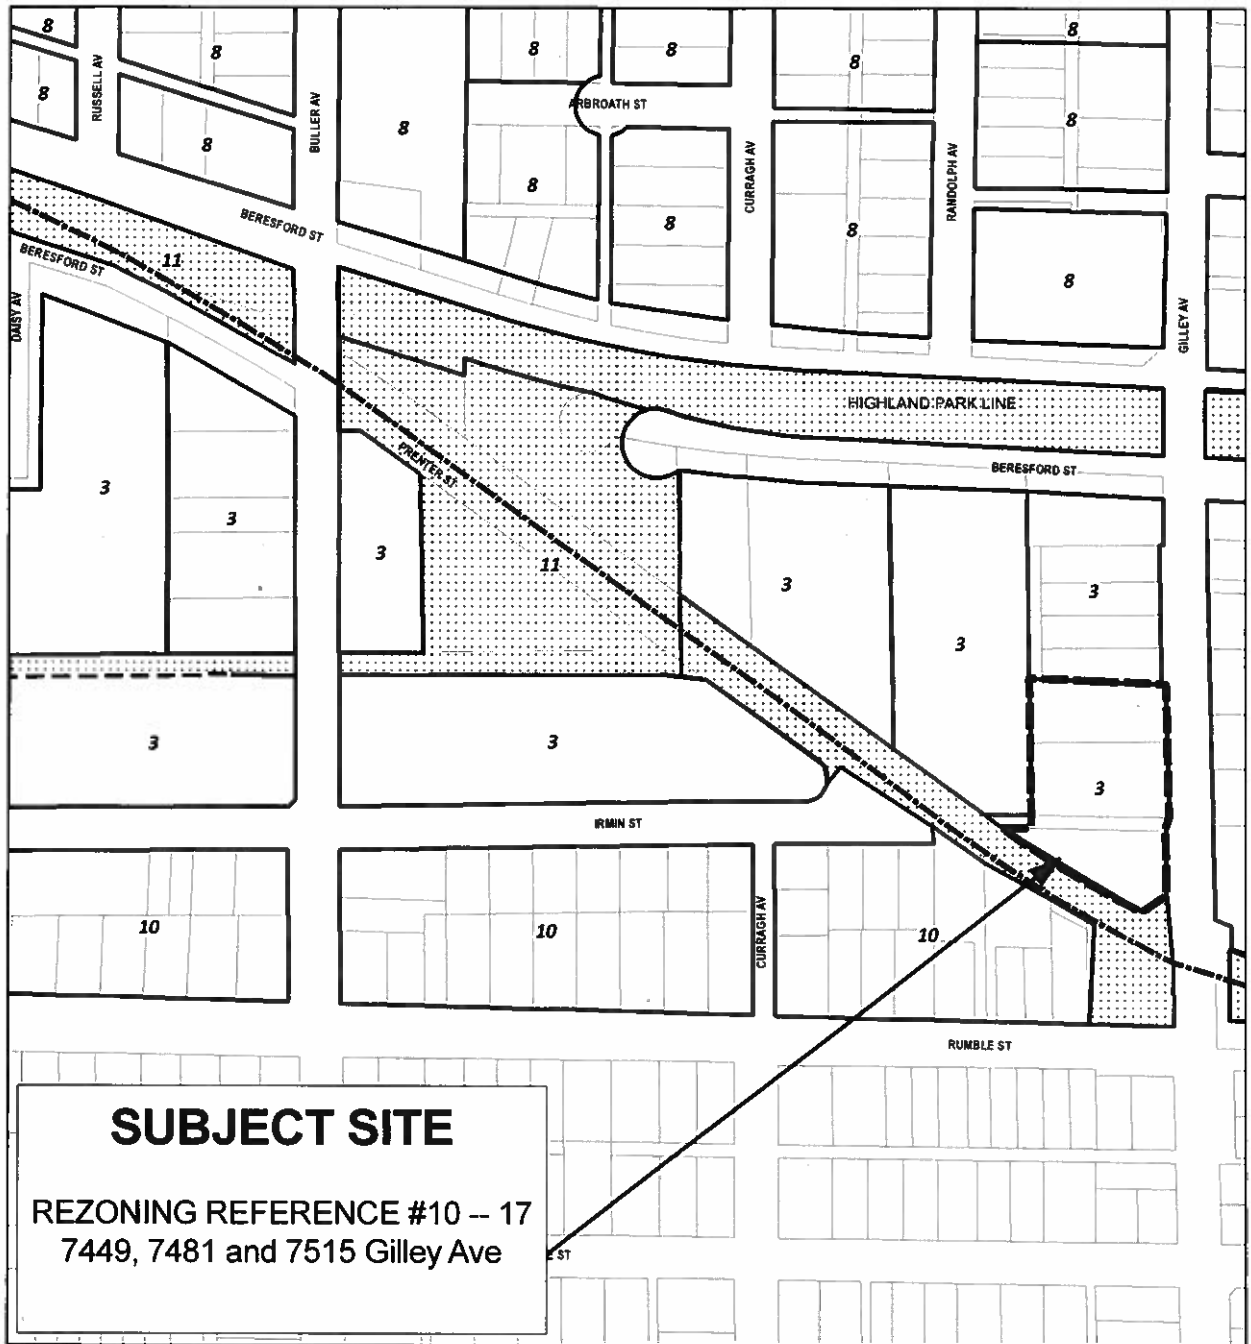 8
8
8
8
8
8
RUSSELL AV
BULLER AV
8
8
ARBROATH ST
8
8
8
CURRAGH AV
RANDOLPH AV
8
8
8
BERESFORD ST
BERESFORD ST
11
8
GILLEY AV
DAISY AV
HIGHLAND PARK LINE
PRENTER ST
BERESFORD ST
3
3
3
11
3
3
3
3
3
3
IRMIN ST
10
10
CURRAGH AV
10
RUMBLE ST
SUBJECT SITE
REZONING REFERENCE #10 -- 17
7449, 7481 and 7515 Gilley Ave
ST